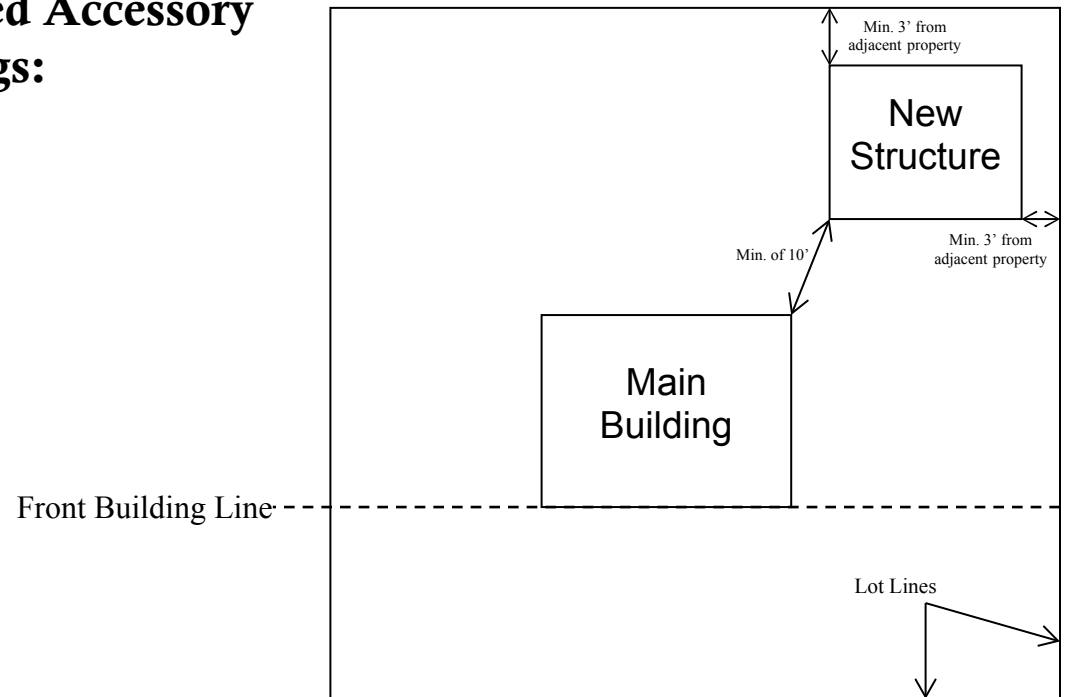 ed Accessory
gs:
Min. 3’ from
adjacent property
New
Structure
Min. 3’ from
adjacent property
Min. of 10’
Main
Building
Front Building Line
Lot Lines